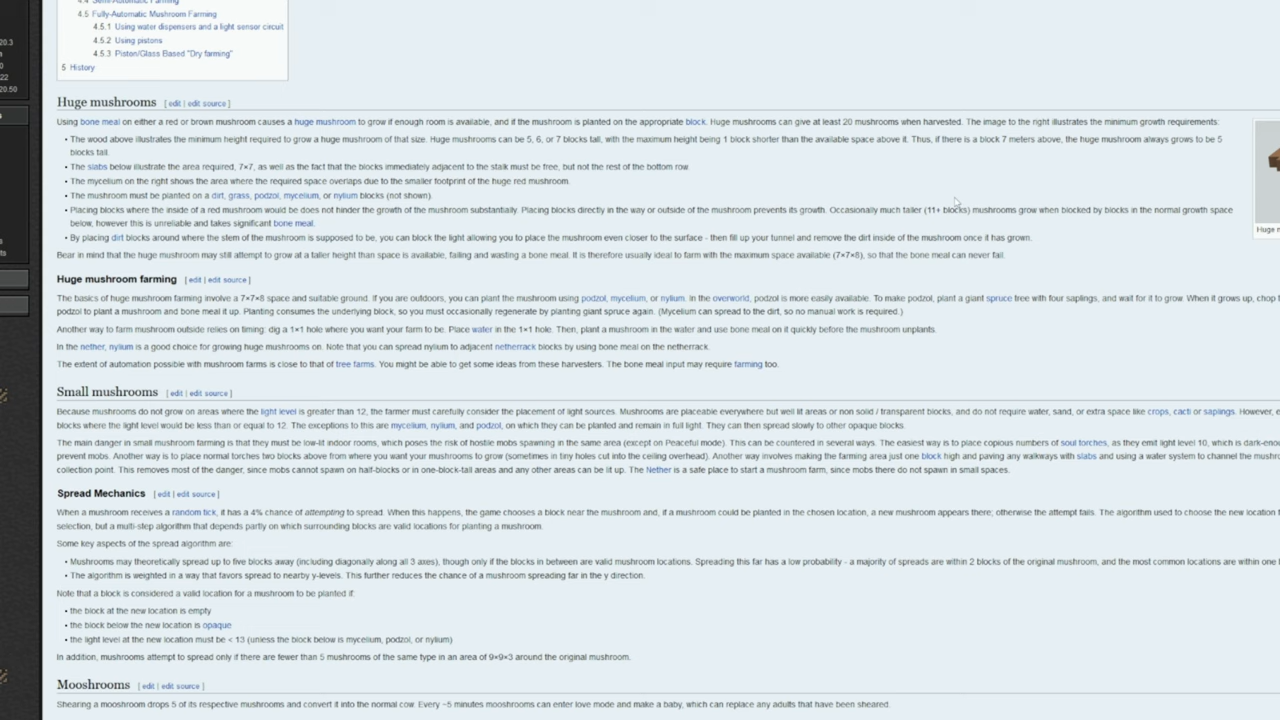 4.4 Semi-Automatic Farming
4.5 Fully-Automatic Mushroom Farming
4.5.1 Using water dispensers and a light sensor circuit
4.5.2 Using pistons
4.5.3 Piston/Glass Based "Dry farming"
5 History
20.3
0
22
20.50
Huge mushrooms [ edit | edit source ]
Using bone meal on either a red or brown mushroom causes a huge mushroom to grow if enough room is available, and if the mushroom is planted on the appropriate block. Huge mushrooms can give at least 20 mushrooms when harvested. The image to the right illustrates the minimum growth requirements:
• The wood above illustrates the minimum height required to grow a huge mushroom of that size. Huge mushrooms can be 5, 6, or 7 blocks tall, with the maximum height being 1 block shorter than the available space above it. Thus, if there is a block 7 meters above, the huge mushroom always grows to be 5
blocks tall.
• The slabs below illustrate the area required, 7×7, as well as the fact that the blocks immediately adjacent to the stalk must be free, but not the rest of the bottom row.
• The mycelium on the right shows the area where the required space overlaps due to the smaller footprint of the huge red mushroom.
• The mushroom must be planted on a dirt, grass, podzol, mycelium, or nylium blocks (not shown)
• Placing blocks where the inside of a red mushroom would be does not hinder the growth of the mushroom substantially. Placing blocks directly in the way or outside of the mushroom prevents its growth. Occasionally much taller (11+ blocks) mushrooms grow when blocked by blocks in the normal growth space
below, however this is unreliable and takes significant bone meal.
• By placing dirt blocks around where the stem of the mushroom is supposed to be, you can block the light allowing you to place the mushroom even closer to the surface - then fill up your tunnel and remove the dirt inside of the mushroom once it has grown.
Bear in mind that the huge mushroom may still attempt to grow at a taller height than space is available, failing and wasting a bone meal. It is therefore usually ideal to farm with the maximum space available (7×7×8), so that the bone meal can never fail.
Huge m
Huge mushroom farming [ edit | edit source ]
The basics of huge mushroom farming involve a 7×7×8 space and suitable ground. If you are outdoors, you can plant the mushroom using podzol, mycelium, or nylium. In the overworld, podzol is more easily available. To make podzol, plant a giant spruce tree with four saplings, and wait for it to grow. When it grows up, chop
podzol to plant a mushroom and bone meal it up. Planting consumes the underlying block, so you must occasionally regenerate by planting giant spruce again. (Mycelium can spread to the dirt, so no manual work is required.)
Another way to farm mushroom outside relies on timing: dig a 1×1 hole where you want your farm to be. Place water in the 1×1 hole. Then, plant a mushroom in the water and use bone meal on it quickly before the mushroom unplants.
In the nether, nylium is a good choice for growing huge mushrooms on. Note that you can spread nylium to adjacent netherrack blocks by using bone meal on the netherrack.
The extent of automation possible with mushroom farms is close to that of tree farms. You might be able to get some ideas from these harvesters. The bone meal input may require farming too.
Small mushrooms [ edit | edit source ]
Because mushrooms do not grow on areas where the light level is greater than 12, the farmer must carefully consider the placement of light sources. Mushrooms are placeable everywhere but well lit areas or non solid / transparent blocks, and do not require water, sand, or extra space like crops, cacti or saplings. However,
blocks where the light level would be less than or equal to 12. The exceptions to this are mycelium, nylium, and podzol, on which they can be planted and remain in full light. They can then spread slowly to other opaque blocks.
The main danger in small mushroom farming is that they must be low-lit indoor rooms, which poses the risk of hostile mobs spawning in the same area (except on Peaceful mode). This can be countered in several ways. The easiest way is to place copious numbers of soul torches, as they emit light level 10, which is dark-enou
prevent mobs. Another way is to place normal torches two blocks above from where you want your mushrooms to grow (sometimes in tiny holes cut into the ceiling overhead). Another way involves making the farming area just one block high and paving any walkways with slabs and using a water system to channel the mushro
collection point. This removes most of the danger, since mobs cannot spawn on half-blocks or in one-block-tall areas and any other areas can be lit up. The Nether is a safe place to start a mushroom farm, since mobs there do not spawn in small spaces.
Spread Mechanics [ edit | edit source ]
When a mushroom receives a random tick, it has a 4% chance of attempting to spread. When this happens, the game chooses a block near the mushroom and, if a mushroom could be planted in the chosen location, a new mushroom appears there; otherwise the attempt fails. The algorithm used to choose the new location
selection, but a multi-step algorithm that depends partly on which surrounding blocks are valid locations for planting a mushroom.
Some key aspects of the spread algorithm are:
• Mushrooms may theoretically spread up to five blocks away (including diagonally along all 3 axes), though only if the blocks in between are valid mushroom locations. Spreading this far has a low probability - a majority of spreads are within 2 blocks of the original mushroom, and the most common locations are within one
• The algorithm is weighted in a way that favors spread to nearby y-levels. This further reduces the chance of a mushroom spreading far in the y direction.
Note that a block is considered a valid location for a mushroom to be planted if:
• the block at the new location is empty
• the block below the new location is opaque
• the light level at the new location must be < 13 (unless the block below is mycelium, podzol, or nylium)
In addition, mushrooms attempt to spread only if there are fewer than 5 mushrooms of the same type in an area of 9×9×3 around the original mushroom.
Mooshrooms [ edit | edit source ]
Shearing a mooshroom drops 5 of its respective mushrooms and convert it into the normal cow. Every ~5 minutes mooshrooms can enter love mode and make a baby, which can replace any adults that have been sheared.